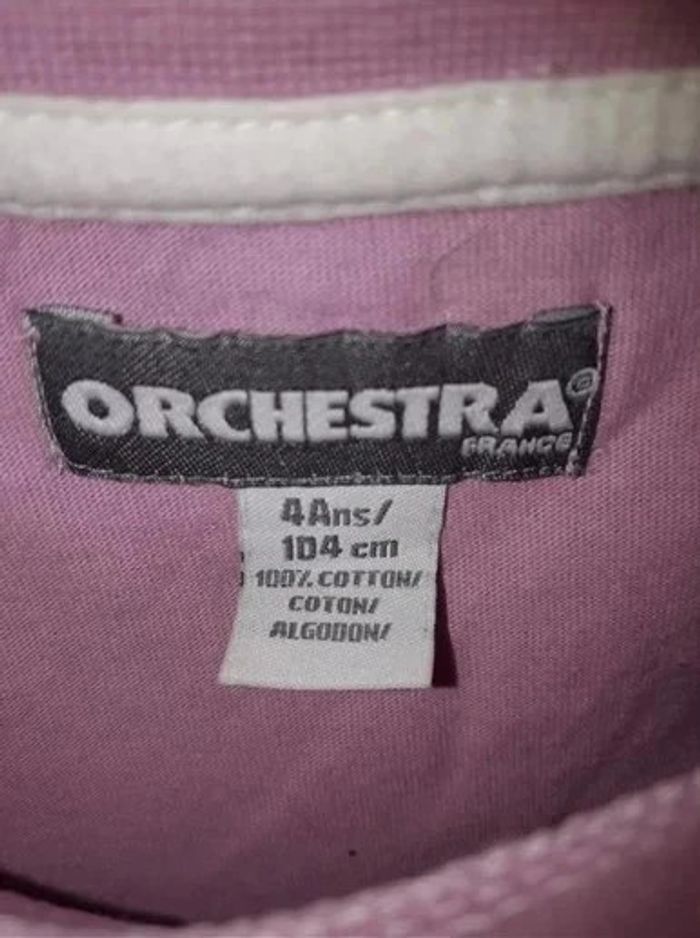 ORCHESTRA®
FRANCE
4Ans/
104 cm
100% COTTON/
COTON/
ALGODON/